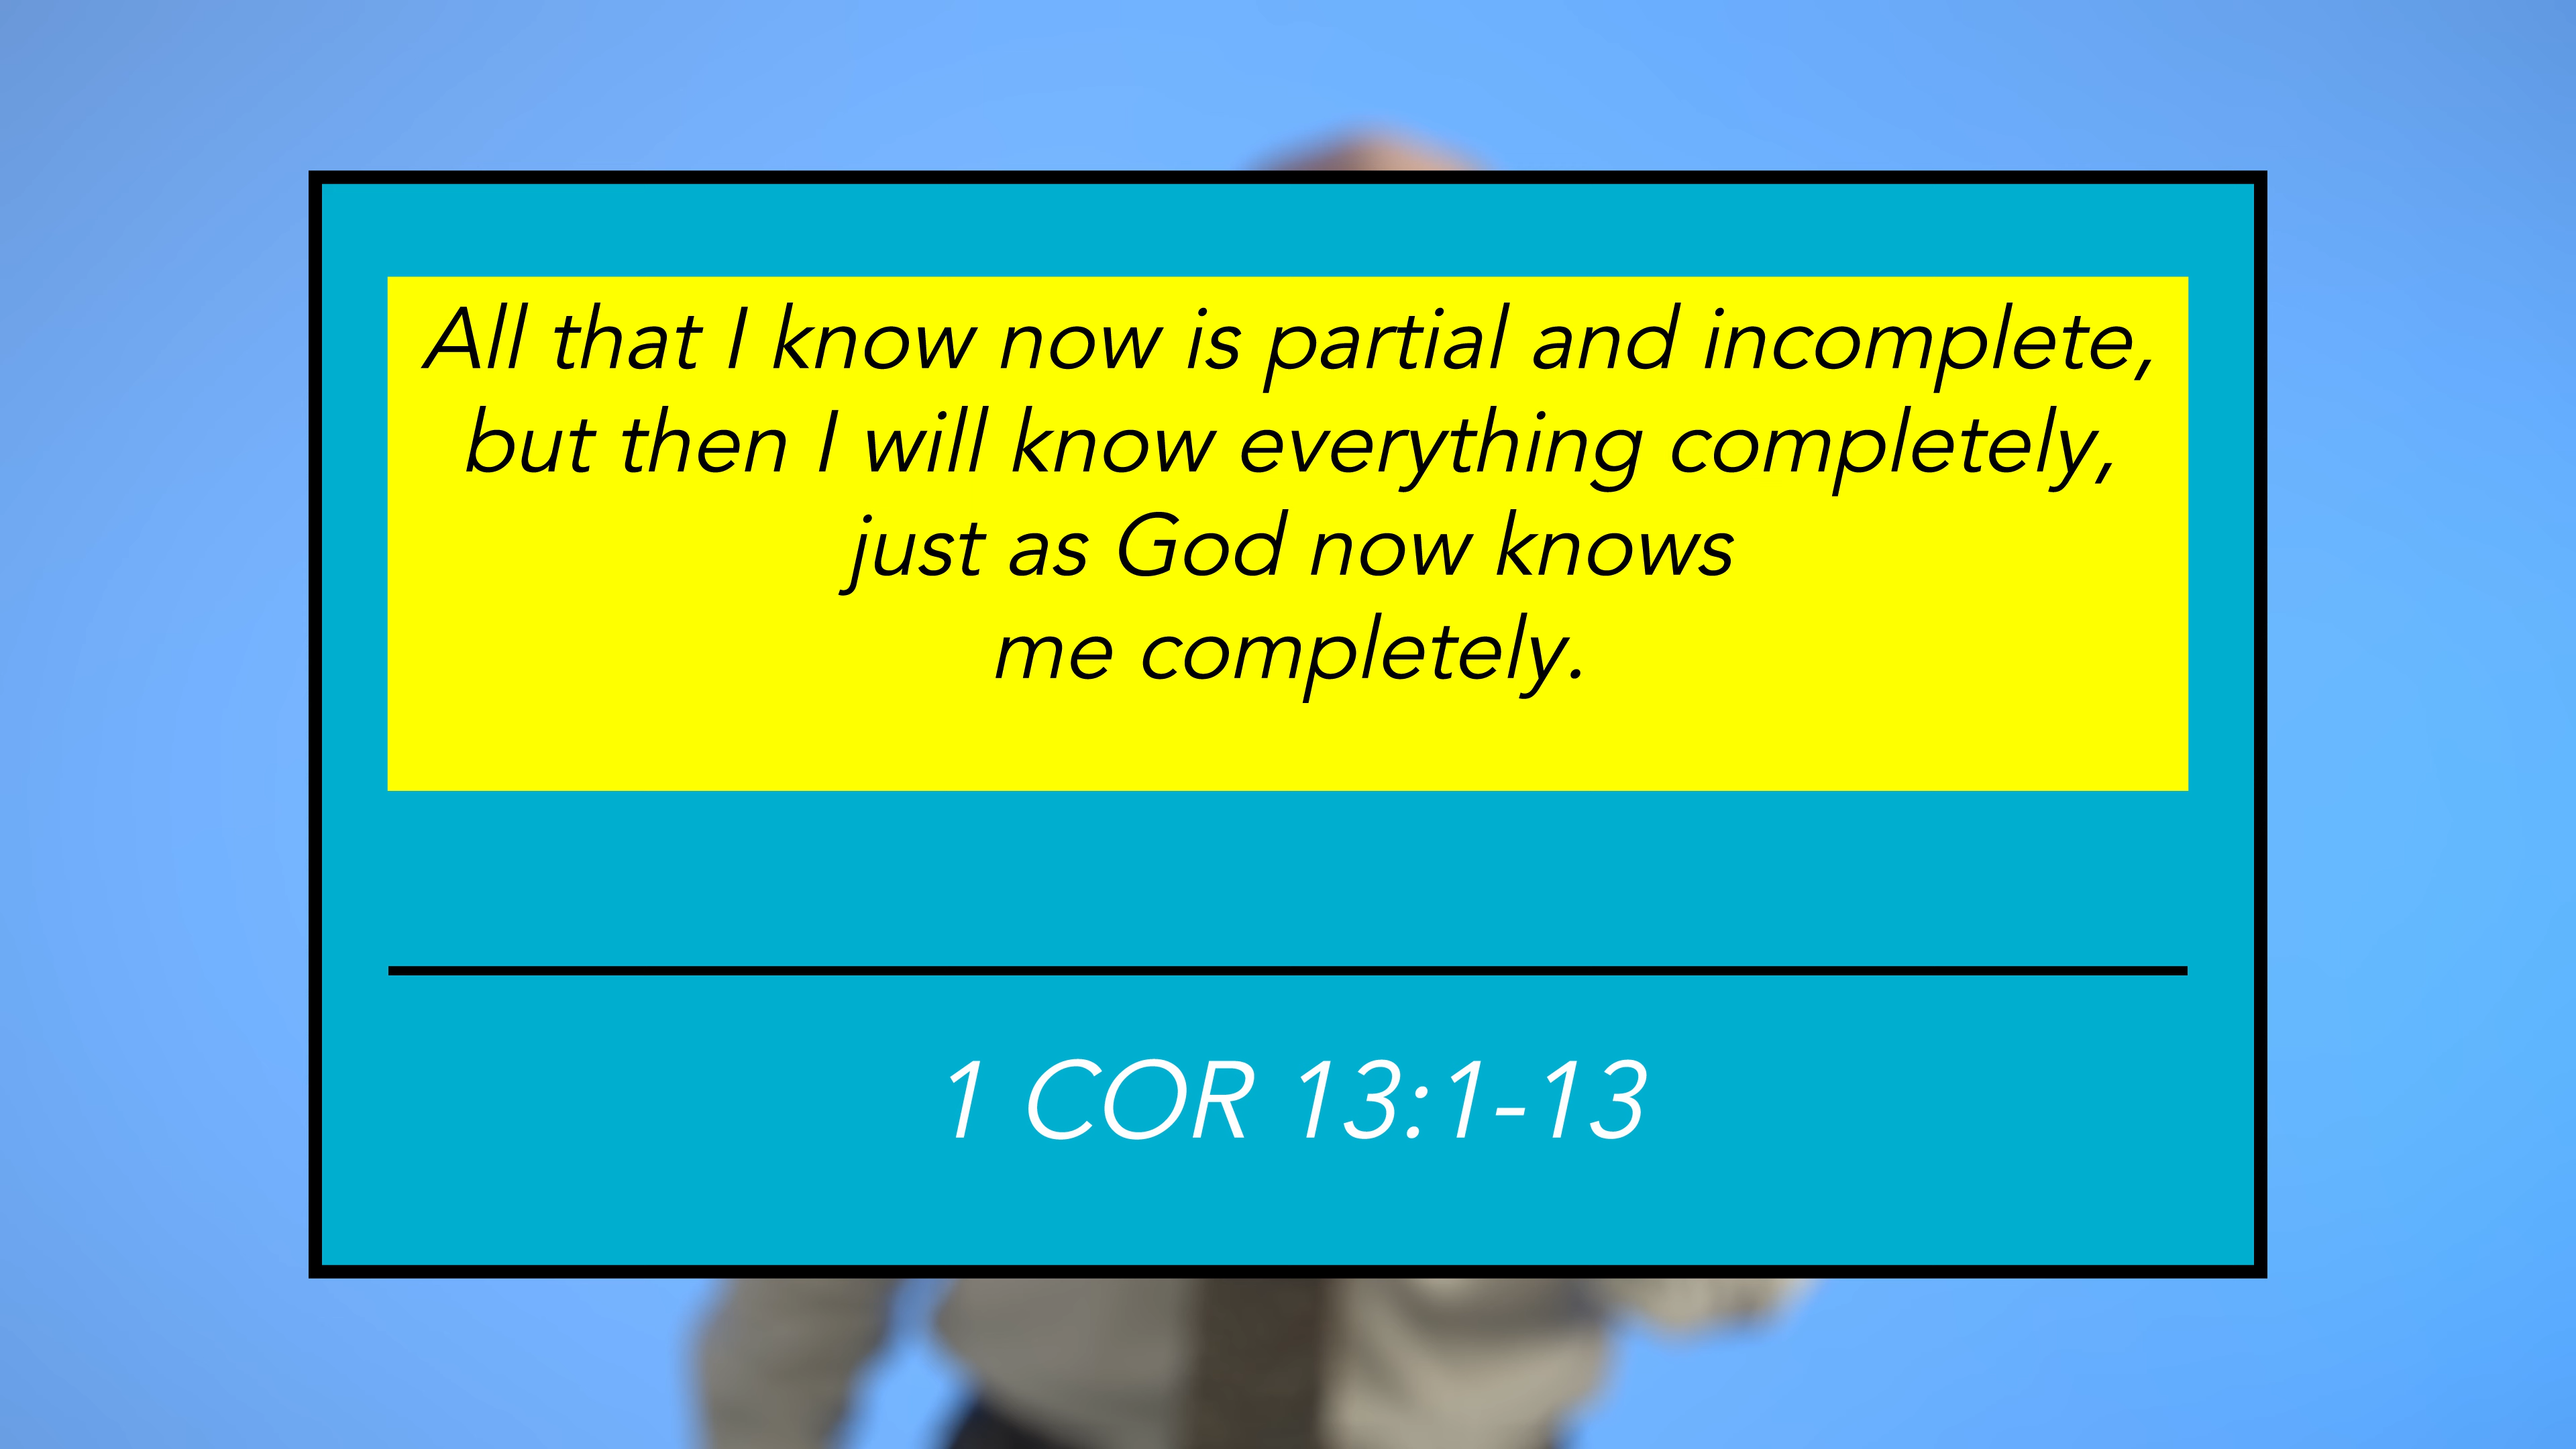 All that I know now is partial and incomplete,
but then I will know everything completely,
just as God now knows
me completely.
1 COR 13:1-13